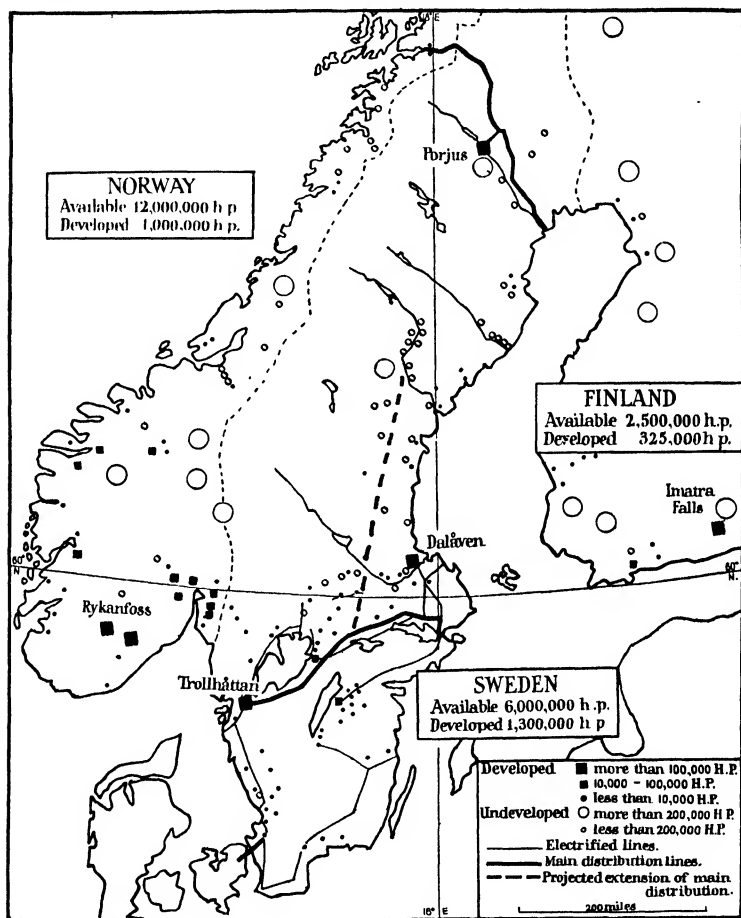 18° E
Porjus
NORWAY
Available 12,000,000 h p
Developed 1,000,000 h.p.
FINLAND
Available 2,500,000 h.p.
Developed 325,000 h p.
Imatra
Falls
Dalåven
60°
N
60°
N.
Rykanfoss
Trollhåttan
SWEDEN
Available 6,000,000 h.p.
Developed 1,300,000 h p
Developed more than 100,000 H.P.
10,000 - 100,000 H.P.
less than 10,000 H.P.
Undeveloped more than 200,000 H P.
less than 200,000 H.P.
Electrified lines.
Main distribution lines.
Projected extension of main
distribution.
200 miles
18° E